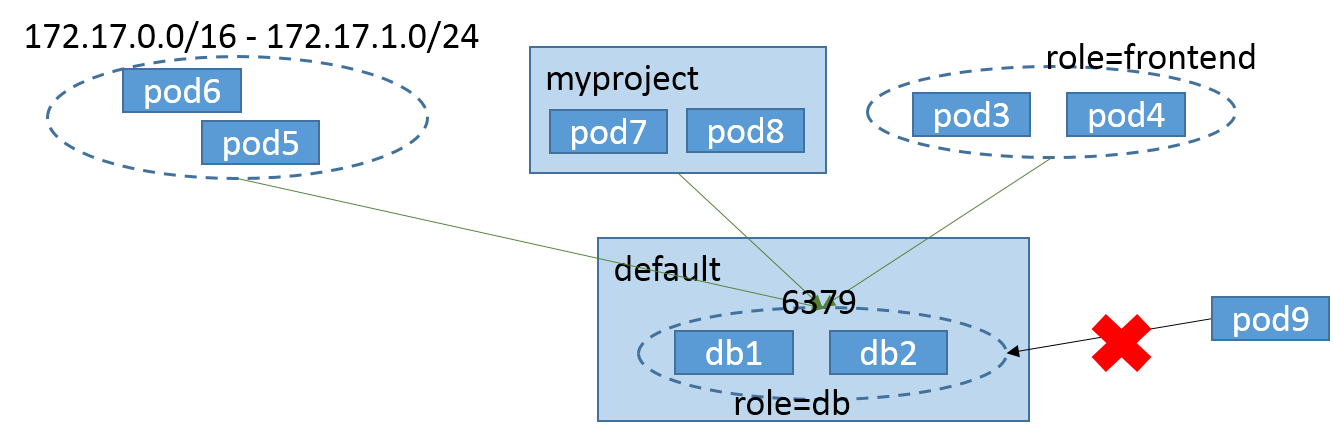 172.17.0.0/16 - 172.17.1.0/24
pod6
pod5
myproject
pod7
pod8
role=frontend
pod3
pod4
default
6379
db1
db2
role=db
pod9